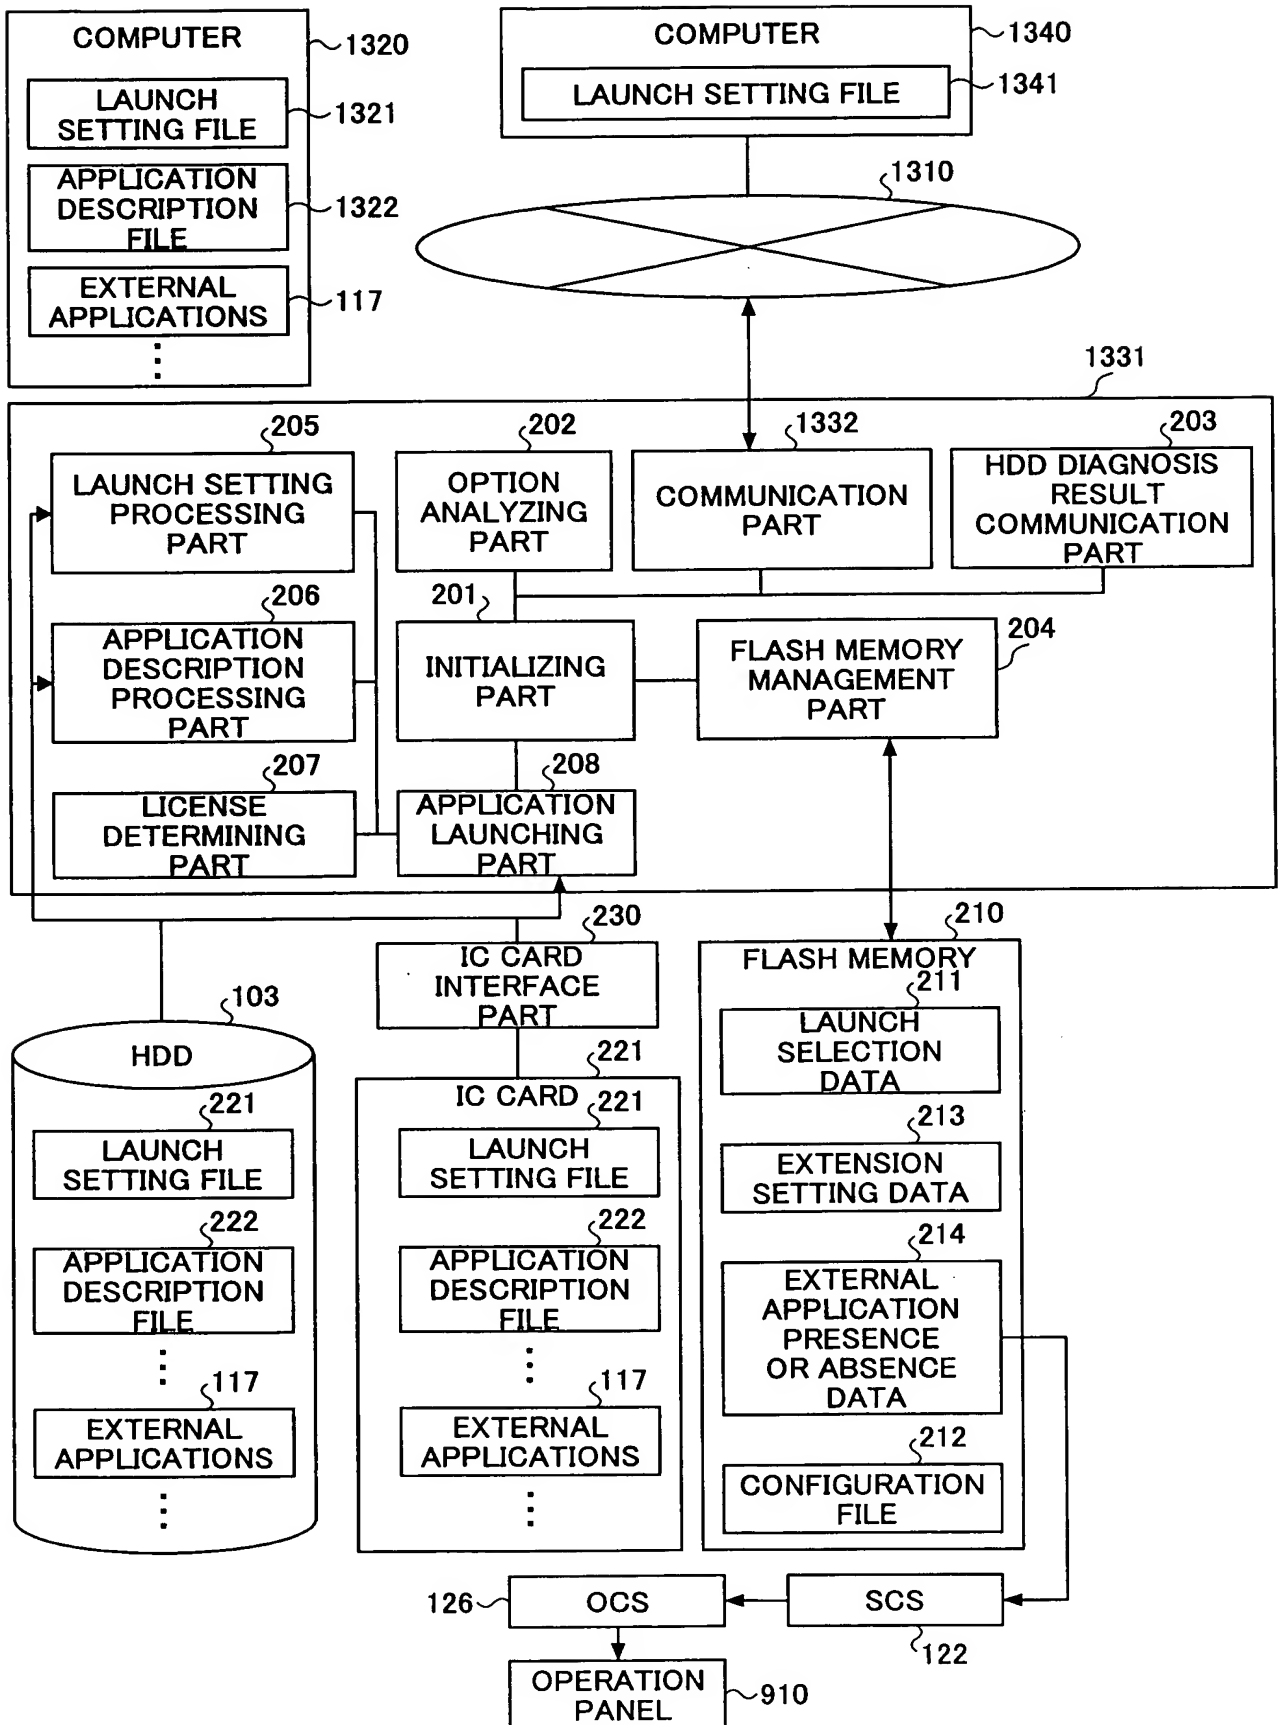 COMPUTER
1320
LAUNCH
SETTING FILE
1321
APPLICATION
DESCRIPTION
FILE
1322
EXTERNAL
APPLICATIONS
117
COMPUTER
1340
LAUNCH SETTING FILE
1341
1310
1331
205
LAUNCH SETTING
PROCESSING
PART
202
OPTION
ANALYZING
PART
1332
COMMUNICATION
PART
203
HDD DIAGNOSIS
RESULT
COMMUNICATION
PART
206
APPLICATION
DESCRIPTION
PROCESSING
PART
201
INITIALIZING
PART
FLASH MEMORY
MANAGEMENT
PART
204
207
LICENSE
DETERMINING
PART
208
APPLICATION
LAUNCHING
PART
230
IC CARD
INTERFACE
PART
103
HDD
221
LAUNCH
SETTING FILE
222
APPLICATION
DESCRIPTION
FILE
117
EXTERNAL
APPLICATIONS
221
IC CARD
221
LAUNCH
SETTING FILE
222
APPLICATION
DESCRIPTION
FILE
117
EXTERNAL
APPLICATIONS
210
FLASH MEMORY
211
LAUNCH
SELECTION
DATA
213
EXTENSION
SETTING DATA
214
EXTERNAL
APPLICATION
PRESENCE
OR ABSENCE
DATA
212
CONFIGURATION
FILE
126
OCS
SCS
122
OPERATION
PANEL
910